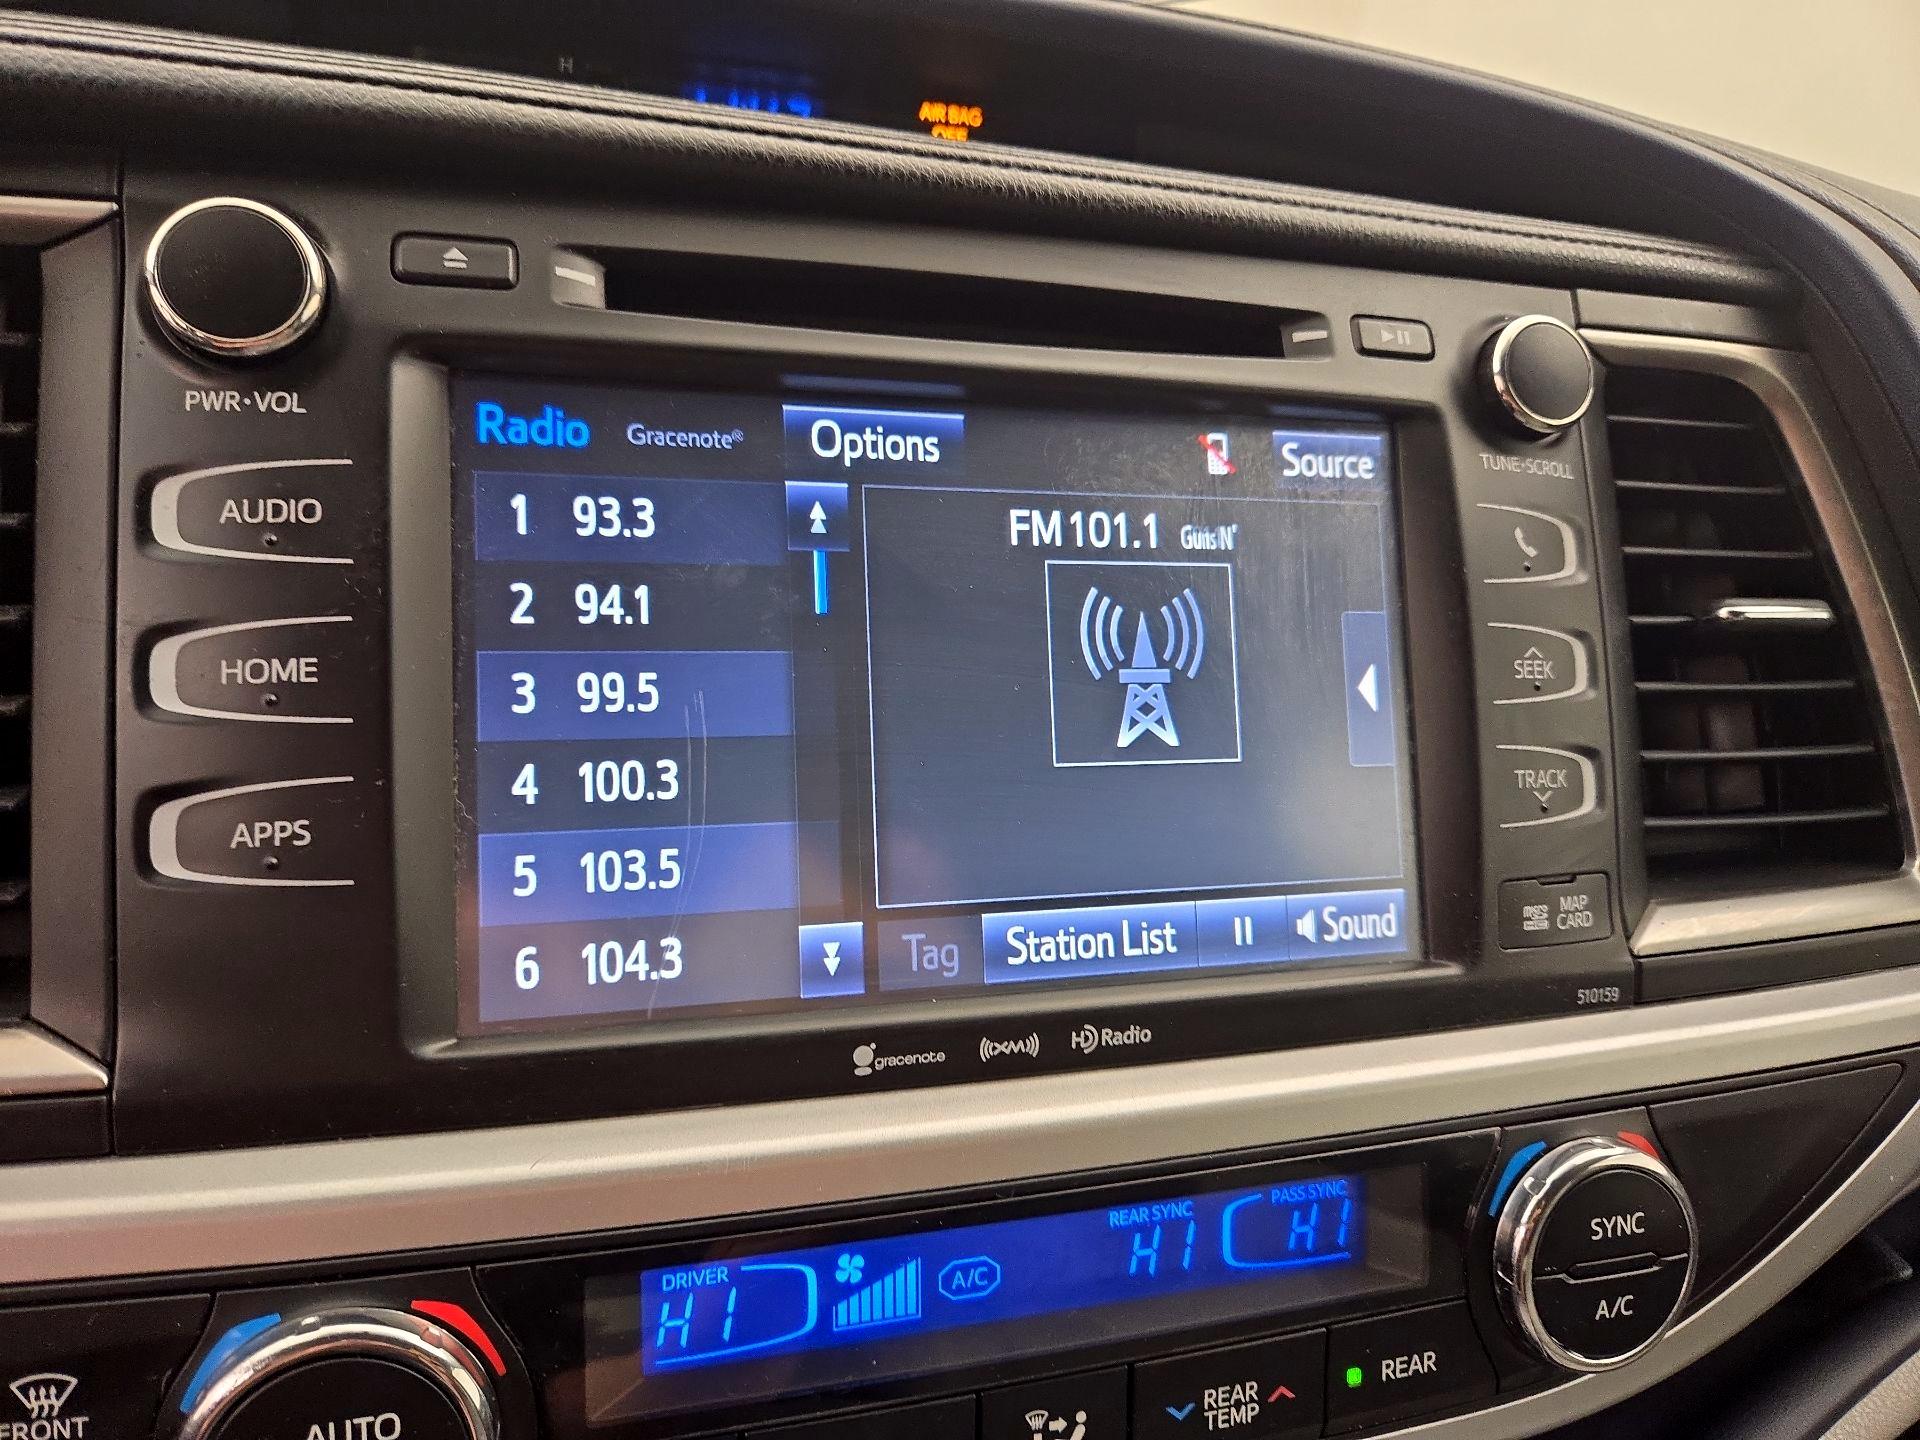 H
AIR BAG
OFF
PWR•VOL
AUDIO
HOME
APPS
Radio Gracenote® Options Source
1 93.3
2 94.1
3 99.5
4 100.3
5 103.5
6 104.3
FM 101.1 Guns N'
Tag Station List Sound
TUNE•SCROLL
SEEK
TRACK
micro
MAP
CARD
510159
gracenote ((XM)) HD Radio
DRIVER
HI
A/C
REAR SYNC
HI
PASS SYNC
HI
SYNC
A/C
FRONT
AUTO
REAR
TEMP
REAR